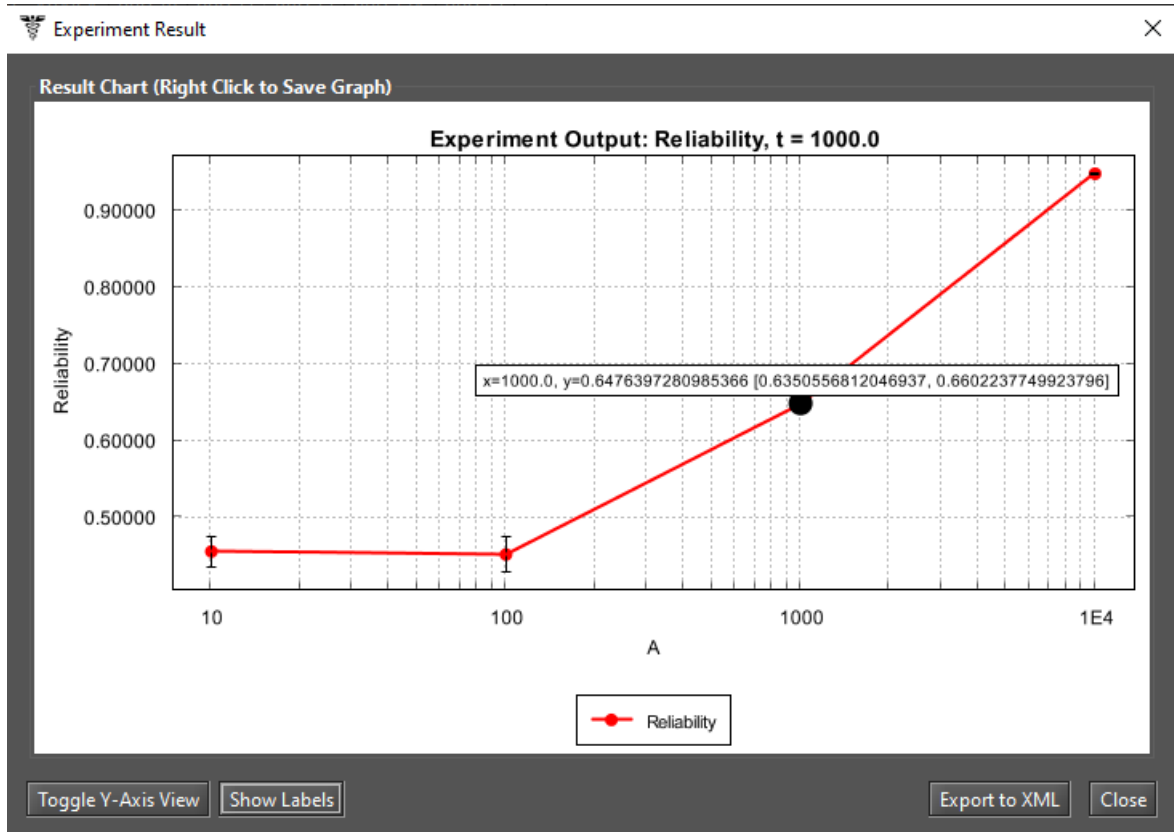 Experiment Result
Result Chart (Right Click to Save Graph)
Experiment Output: Reliability, t = 1000.0
0.90000
0.80000
0.70000
0.60000
0.50000
Reliability
x=1000.0, y=0.6476397280985366 [0.6350556812046937, 0.66022377499923796]
10
100
1000
1E4
A
Reliability
Toggle Y-Axis View
Show Labels
Export to XML
Close